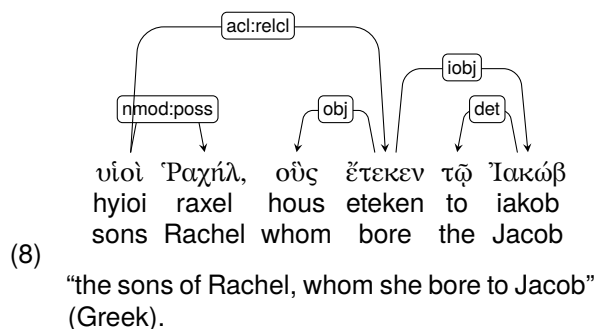 acl:relcl
iobj
nmod:poss obj det
υἱοὶ Ῥαχήλ, οὓς ἔτεκεν τῷ Ἰακώβ
hyioi raxel hous eteken to iakob
sons Rachel whom bore the Jacob
(8)
“the sons of Rachel, whom she bore to Jacob”
(Greek).